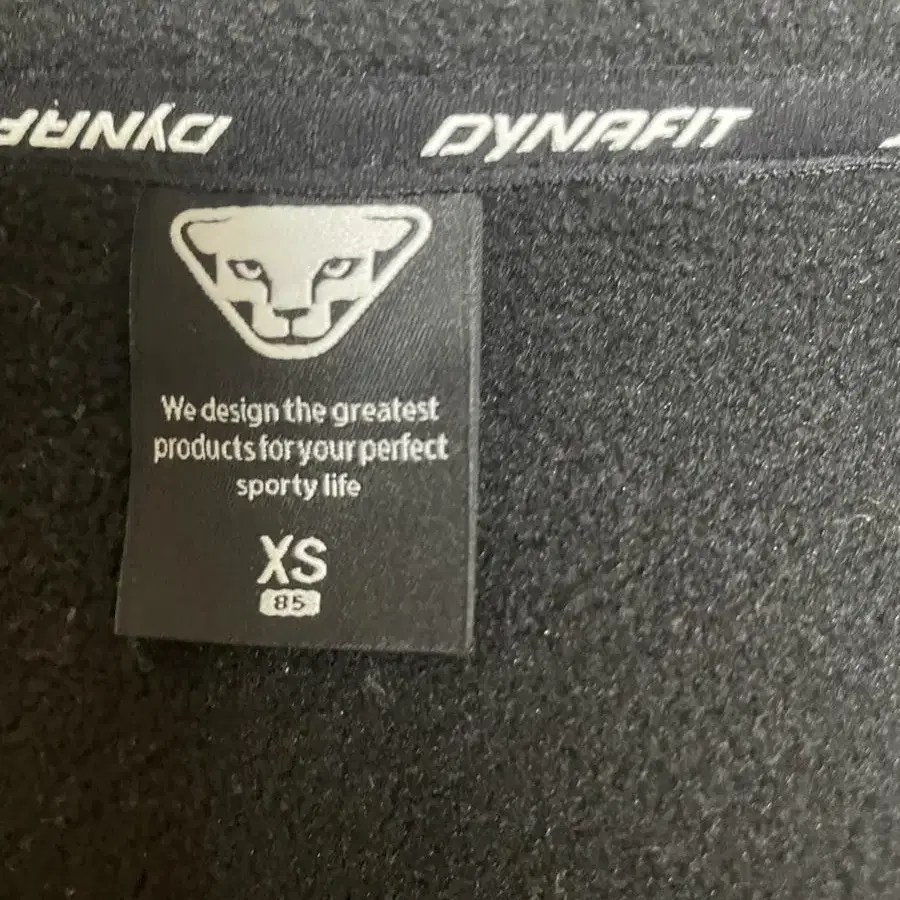 DYNAFIT DYNAFIT
We design the greatest
products for your perfect
sporty life
XS
85